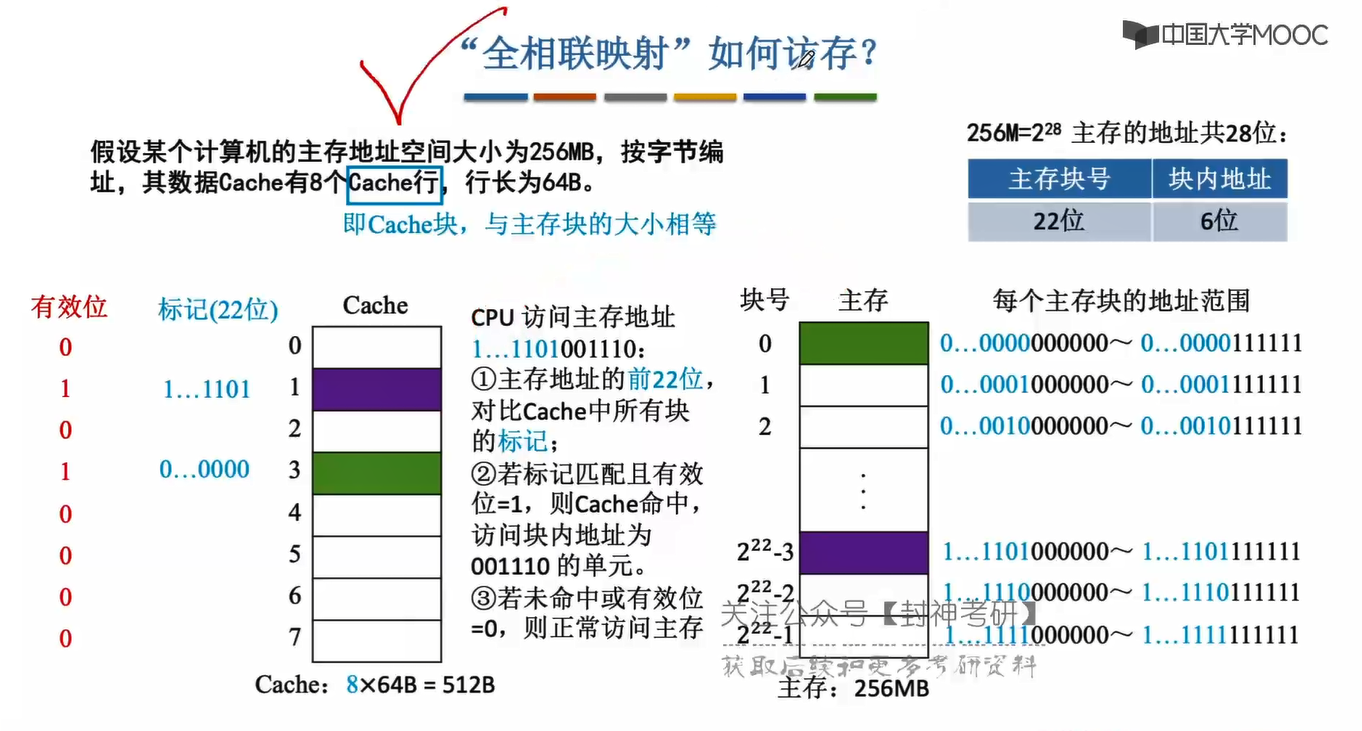 中国大学MOOC
“全相联映射”如何访存?
假设某个计算机的主存地址空间大小为256MB，按字节编
址，其数据Cache有8个Cache行，行长为64B。
即Cache块，与主存块的大小相等
256M=2²⁸ 主存的地址共28位：
主存块号 块内地址
22位 6位
有效位 标记(22位) Cache
0 0
1 1…1101 1
0 2
1 0…0000 3
0 4
0 5
0 6
0 7
Cache：8×64B = 512B
CPU 访问主存地址
1…1101001110：
①主存地址的前22位，
对比Cache中所有块
的标记；
②若标记匹配且有效
位=1，则Cache命中，
访问块内地址为
001110 的单元。
③若未命中或有效位
=0，则正常访问主存
块号 主存 每个主存块的地址范围
0 0…0000000000～ 0…0000111111
1 0…0001000000～ 0…0001111111
2 0…0010000000～ 0…0010111111
⋮
2²²-3 1…1101000000～ 1…1101111111
2²²-2 1…1110000000～ 1…1110111111
关注公众号【封神考研】
2²²-1 1…1111000000～ 1…1111111111
获取后续和更多考研资料
主存：256MB